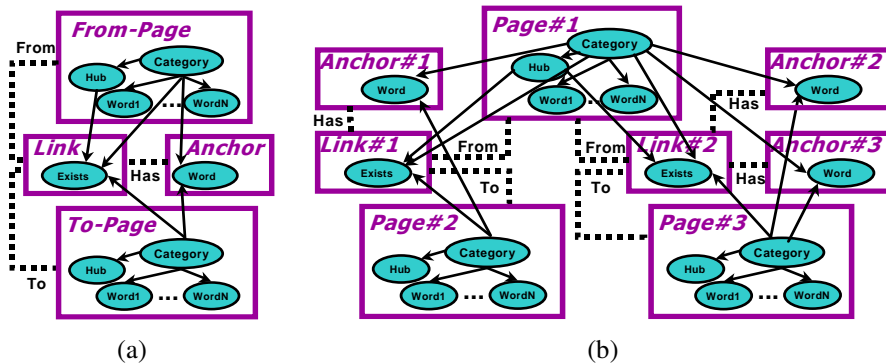 From-Page
From
Category
Hub
Word1 ... WordN
Link
Exists
Has
Anchor
Word
To-Page
Category
Hub
To
Word1 ... WordN
(a)
Page#1
Anchor#1
Category
Anchor#2
Hub
Word
Word
Word1 ... WordN
Has
Has
Link#1
From
From
Link#2
Anchor#3
Exists
To
To
Exists
Has
Word
Page#2
Category
Hub
Word1 ... WordN
Page#3
Category
Hub
Word1 ... WordN
(b)